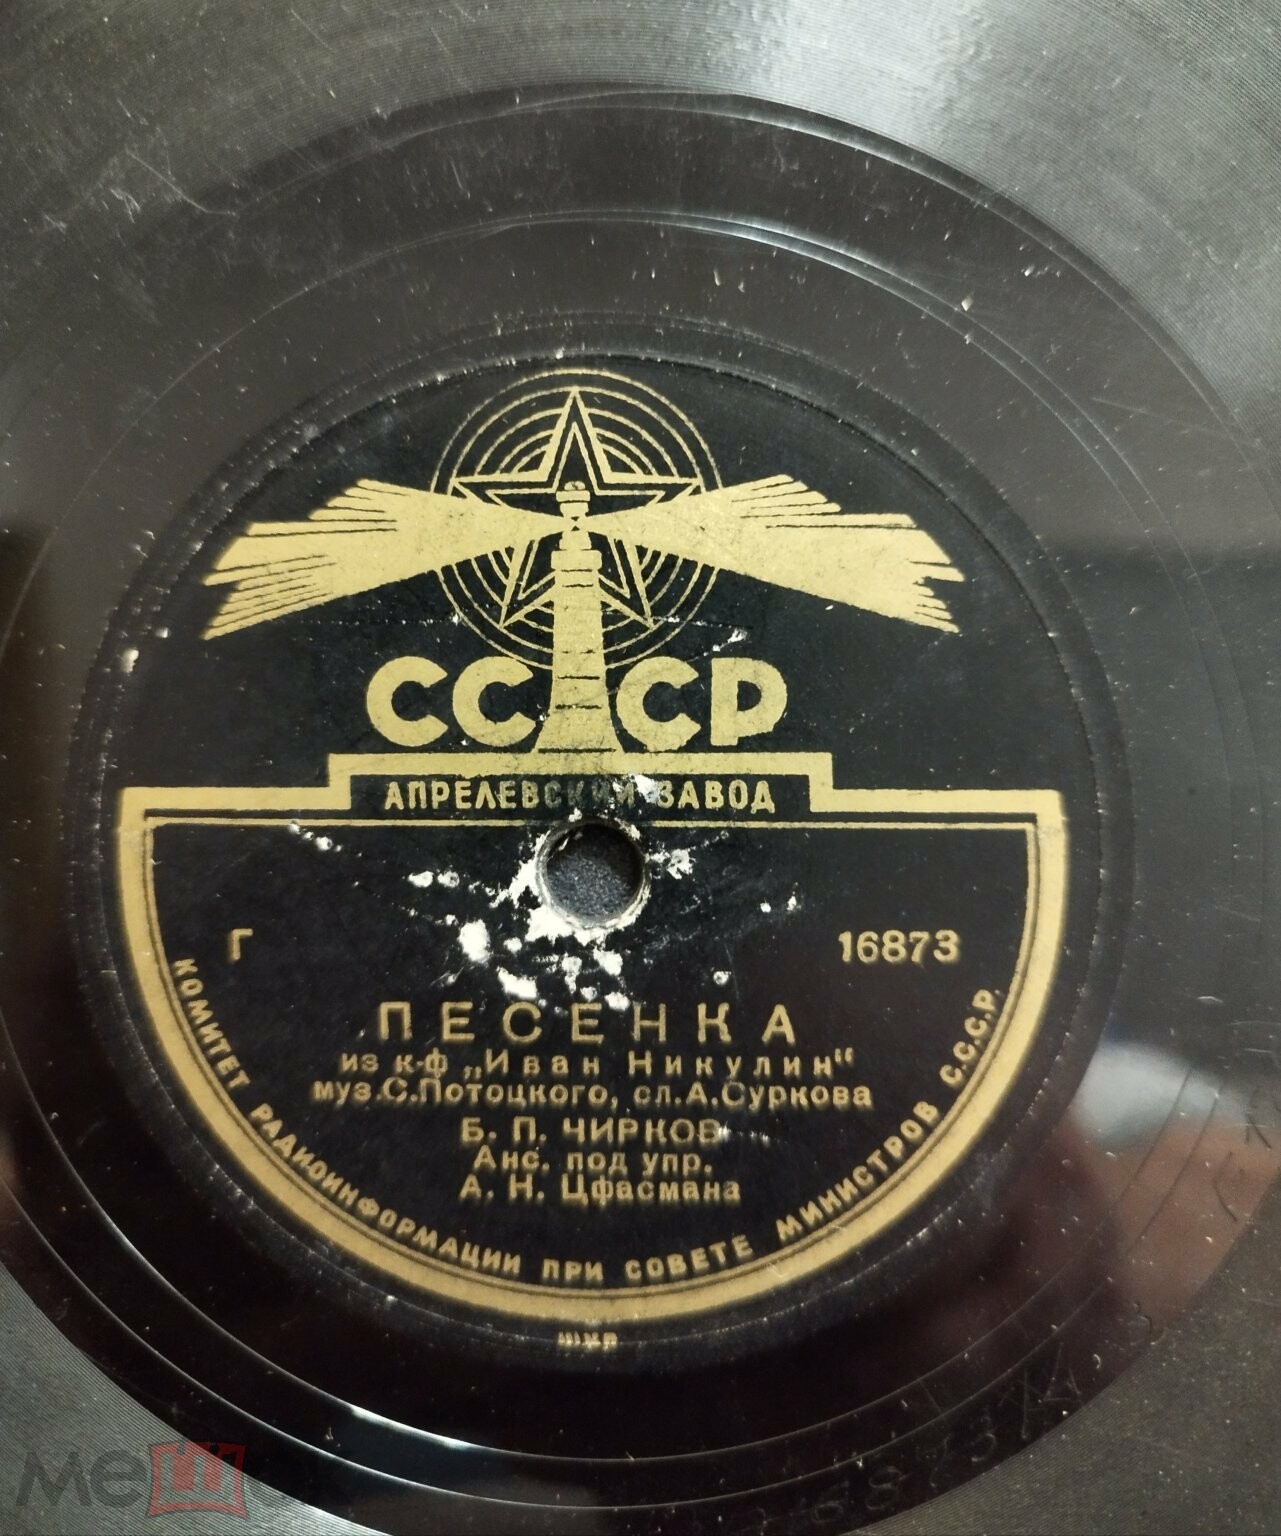 СССР
АПРЕЛЕВСКИЙ ЗАВОД
Г 16873
ПЕСЕНКА
из к-ф „Иван Никулин“
муз. С. Потоцкого, сл. А. Суркова
Б. П. ЧИРКОВ
Анс. под упр.
А. Н. Цфасмана
КОМИТЕТ РАДИОИНФОРМАЦИИ ПРИ СОВЕТЕ МИНИСТРОВ С.С.С.Р.